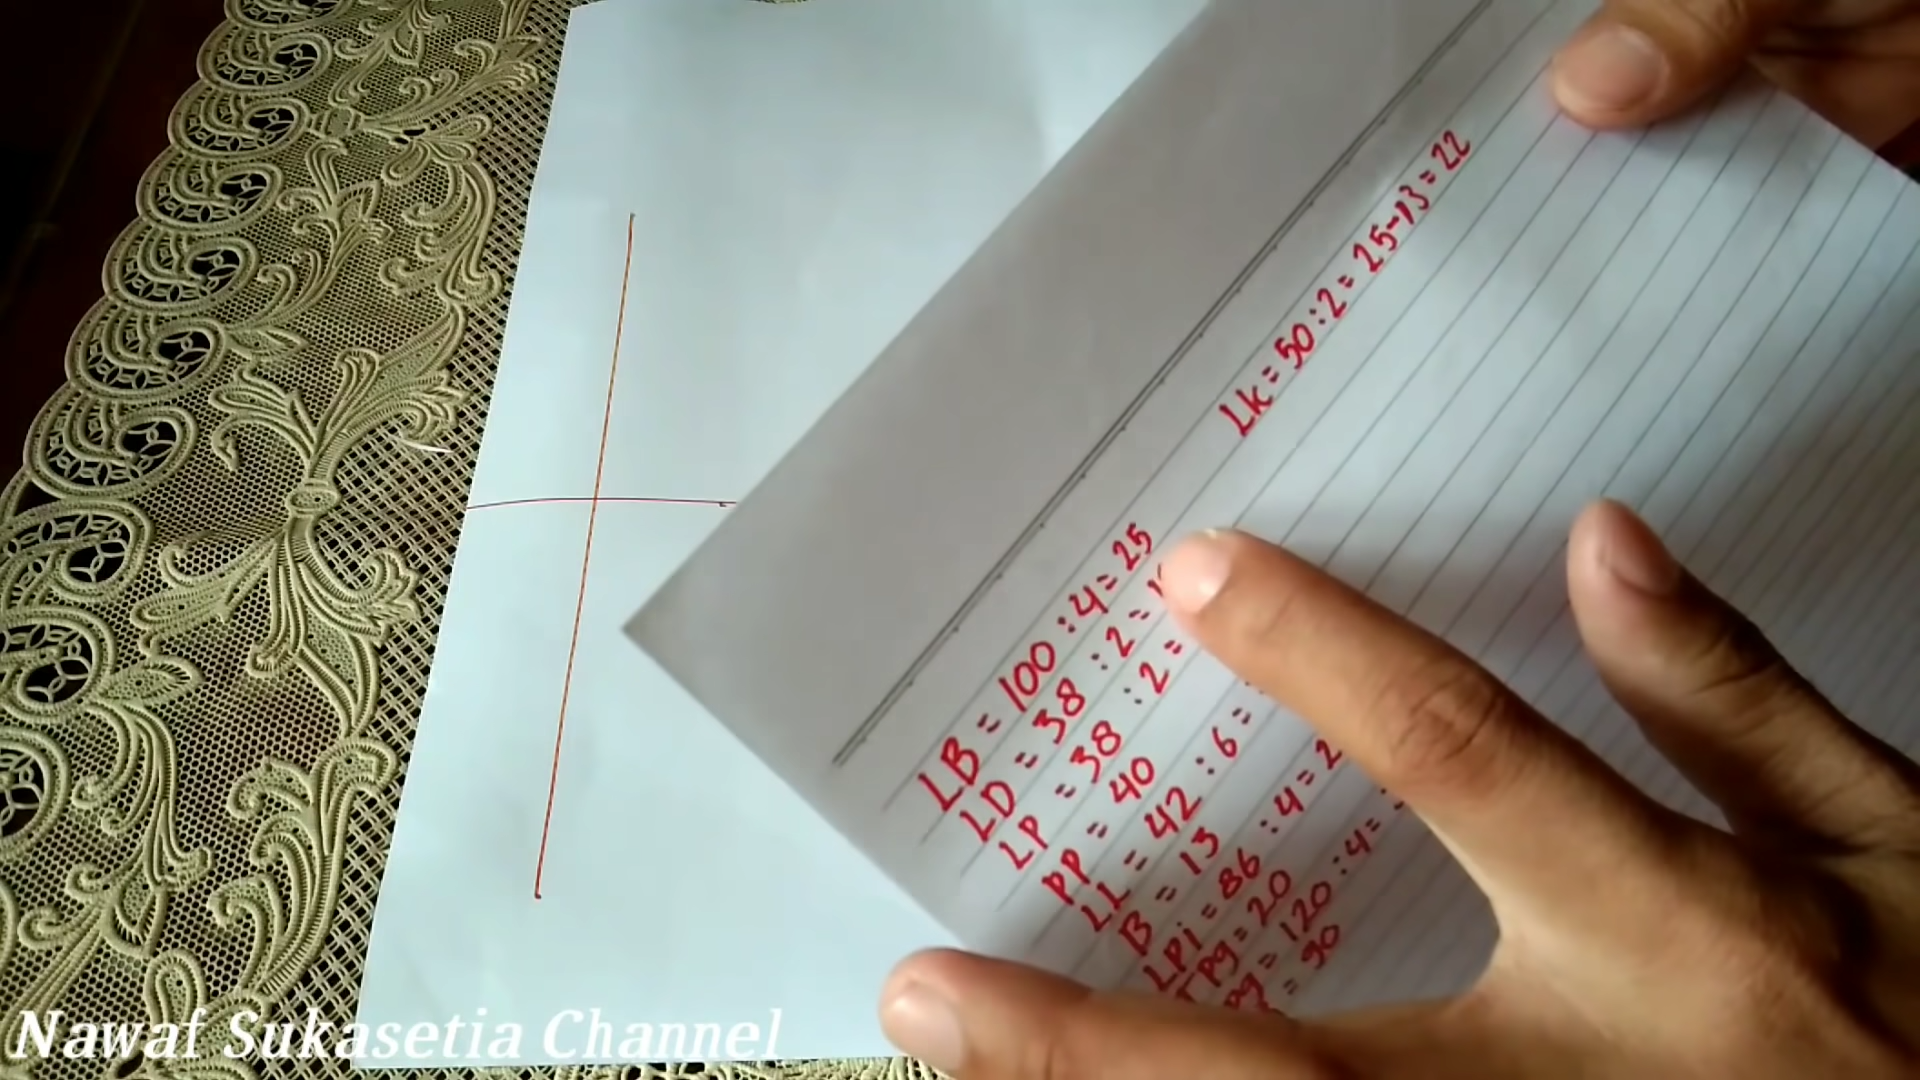 LK = 50 : 2 = 25-13 = 22
LB = 100 : 4 = 25
LD = 38 : 2 =
LP = 38 : 2 =
PP = 40
LL = 42 : 6 =
B = 13
LPi = 86 : 4 = 2
TPg = 20
Pg = 120 : 4 =
= 90
Nawaf Sukasetia Channel